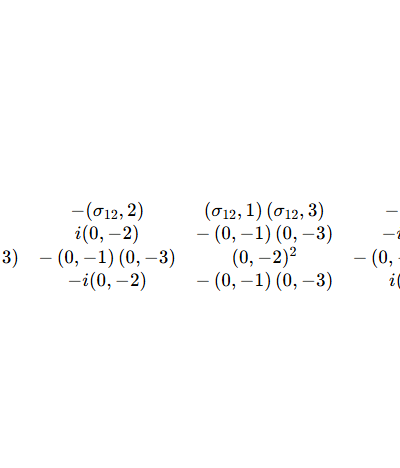 −(σ₁₂, 2) (σ₁₂, 1) (σ₁₂, 3) −
i(0, −2) − (0, −1) (0, −3) −i
3) − (0, −1) (0, −3) (0, −2)² − (0, −
−i(0, −2) − (0, −1) (0, −3) i(